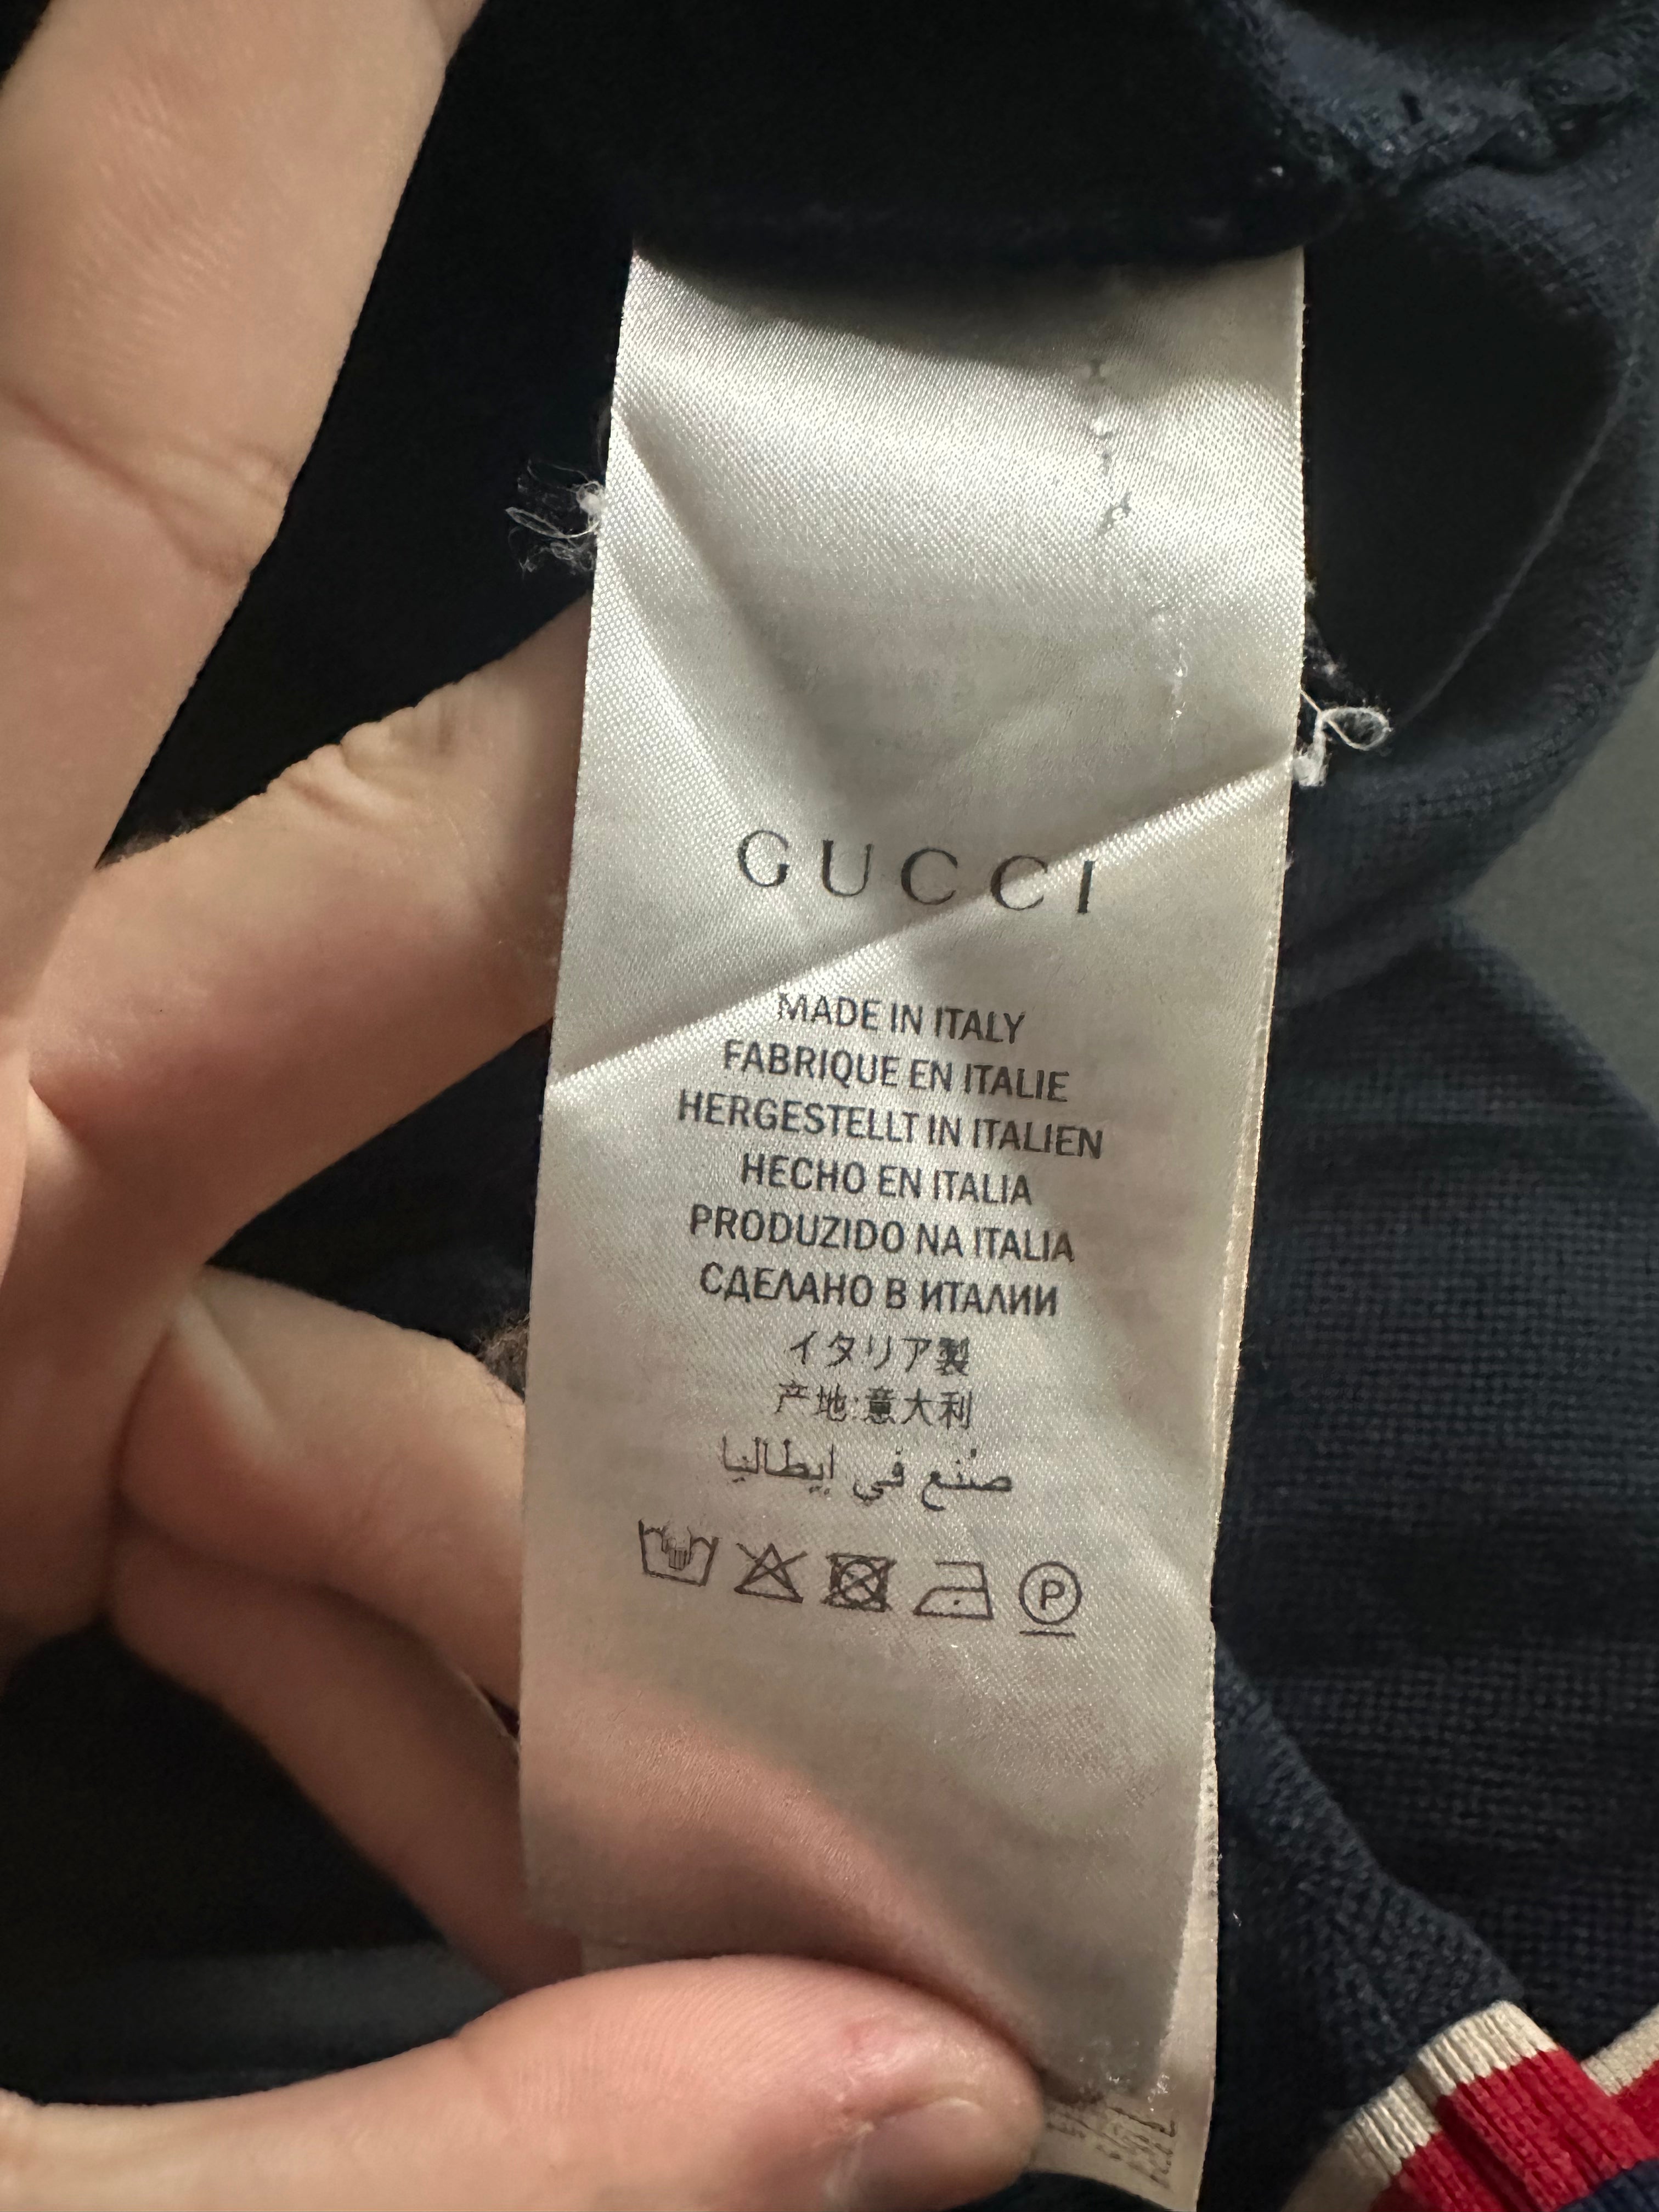 GUCCI
MADE IN ITALY
FABRIQUE EN ITALIE
HERGESTELLT IN ITALIEN
HECHO EN ITALIA
PRODUZIDO NA ITALIA
СДЕЛАНО В ИТАЛИИ
イタリア製
产地:意大利
صُنع في إيطاليا
P